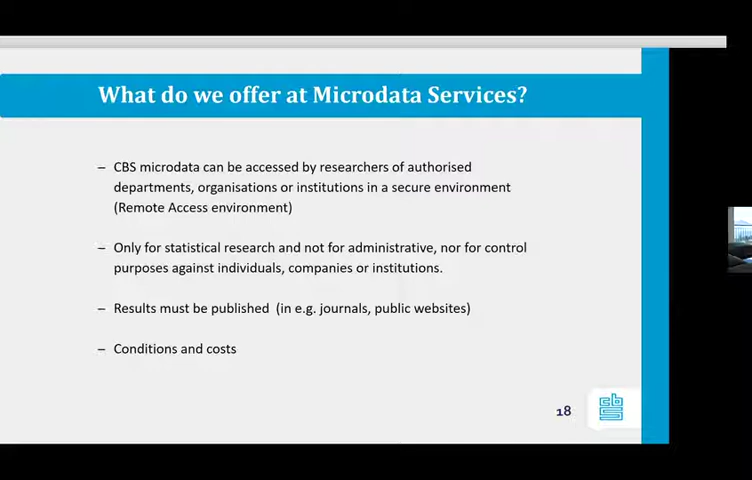 What do we offer at Microdata Services?
– CBS microdata can be accessed by researchers of authorised
departments, organisations or institutions in a secure environment
(Remote Access environment)
– Only for statistical research and not for administrative, nor for control
purposes against individuals, companies or institutions.
– Results must be published  (in e.g. journals, public websites)
– Conditions and costs
18
cbs